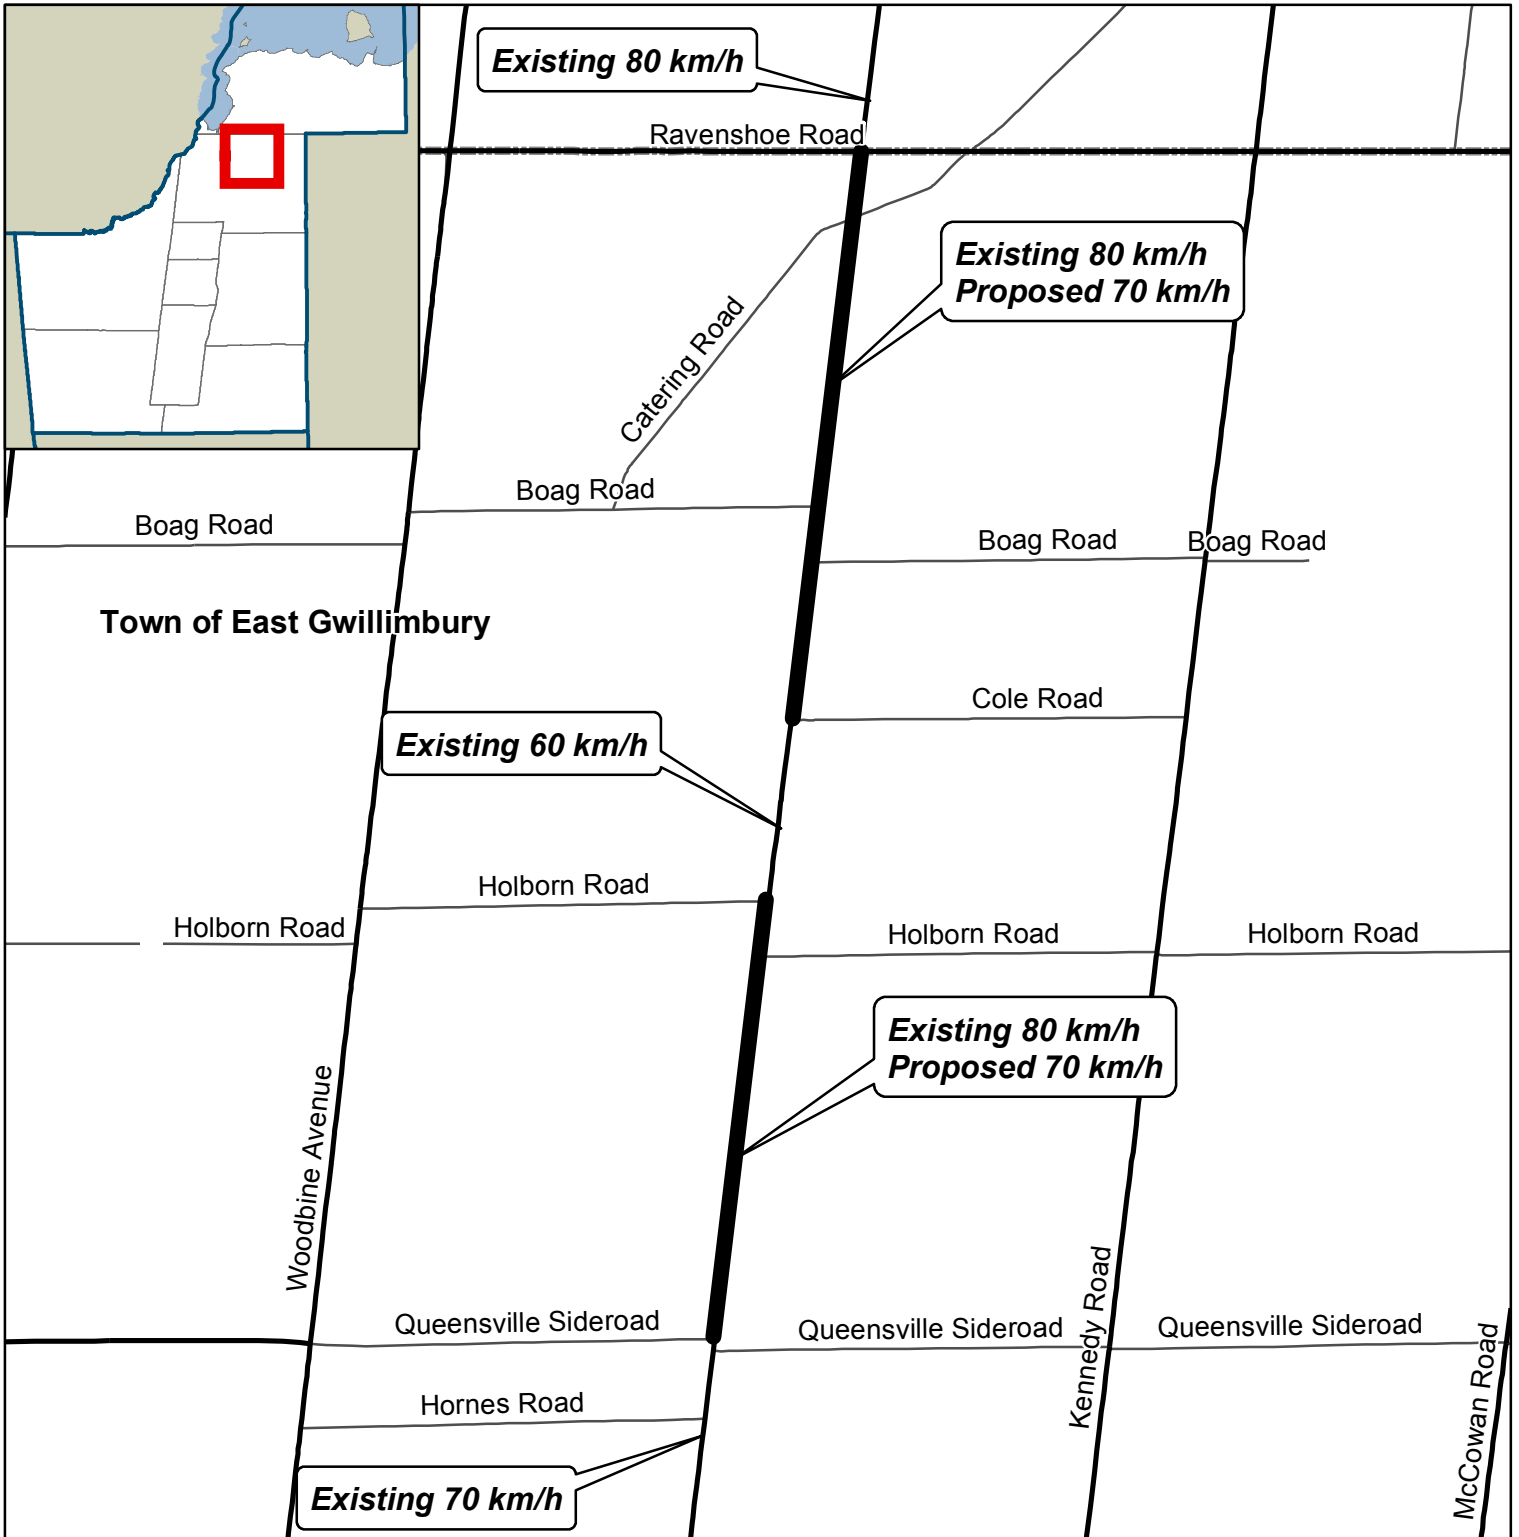 Existing 80 km/h
Ravenshoe Road
Existing 80 km/h
Proposed 70 km/h
Catering Road
Boag Road
Boag Road
Boag Road
Boag Road
Town of East Gwillimbury
Cole Road
Existing 60 km/h
Holborn Road
Holborn Road
Holborn Road
Holborn Road
Existing 80 km/h
Proposed 70 km/h
Woodbine Avenue
Queensville Sideroad
Queensville Sideroad
Queensville Sideroad
Kennedy Road
McCowan Road
Hornes Road
Existing 70 km/h